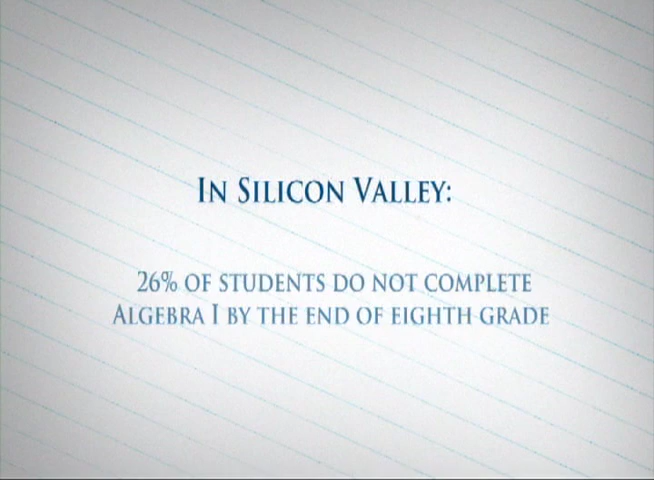 In Silicon Valley:
26% of students do not complete
Algebra I by the end of eighth grade